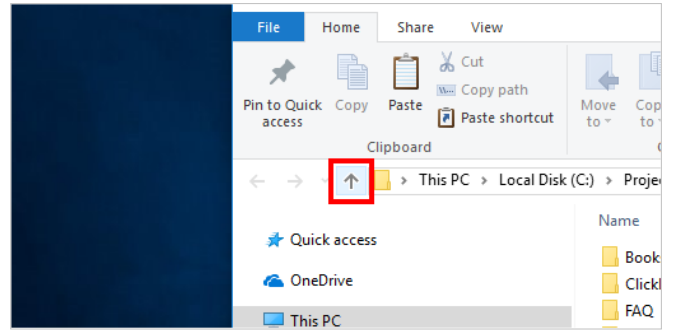 File Home Share View
Pin to Quick access
Copy
Paste
Cut
Copy path
Paste shortcut
Move to
to
Clipboard
This PC > Local Disk (C:) >
Quick access
OneDrive
This PC
Name
FAQ